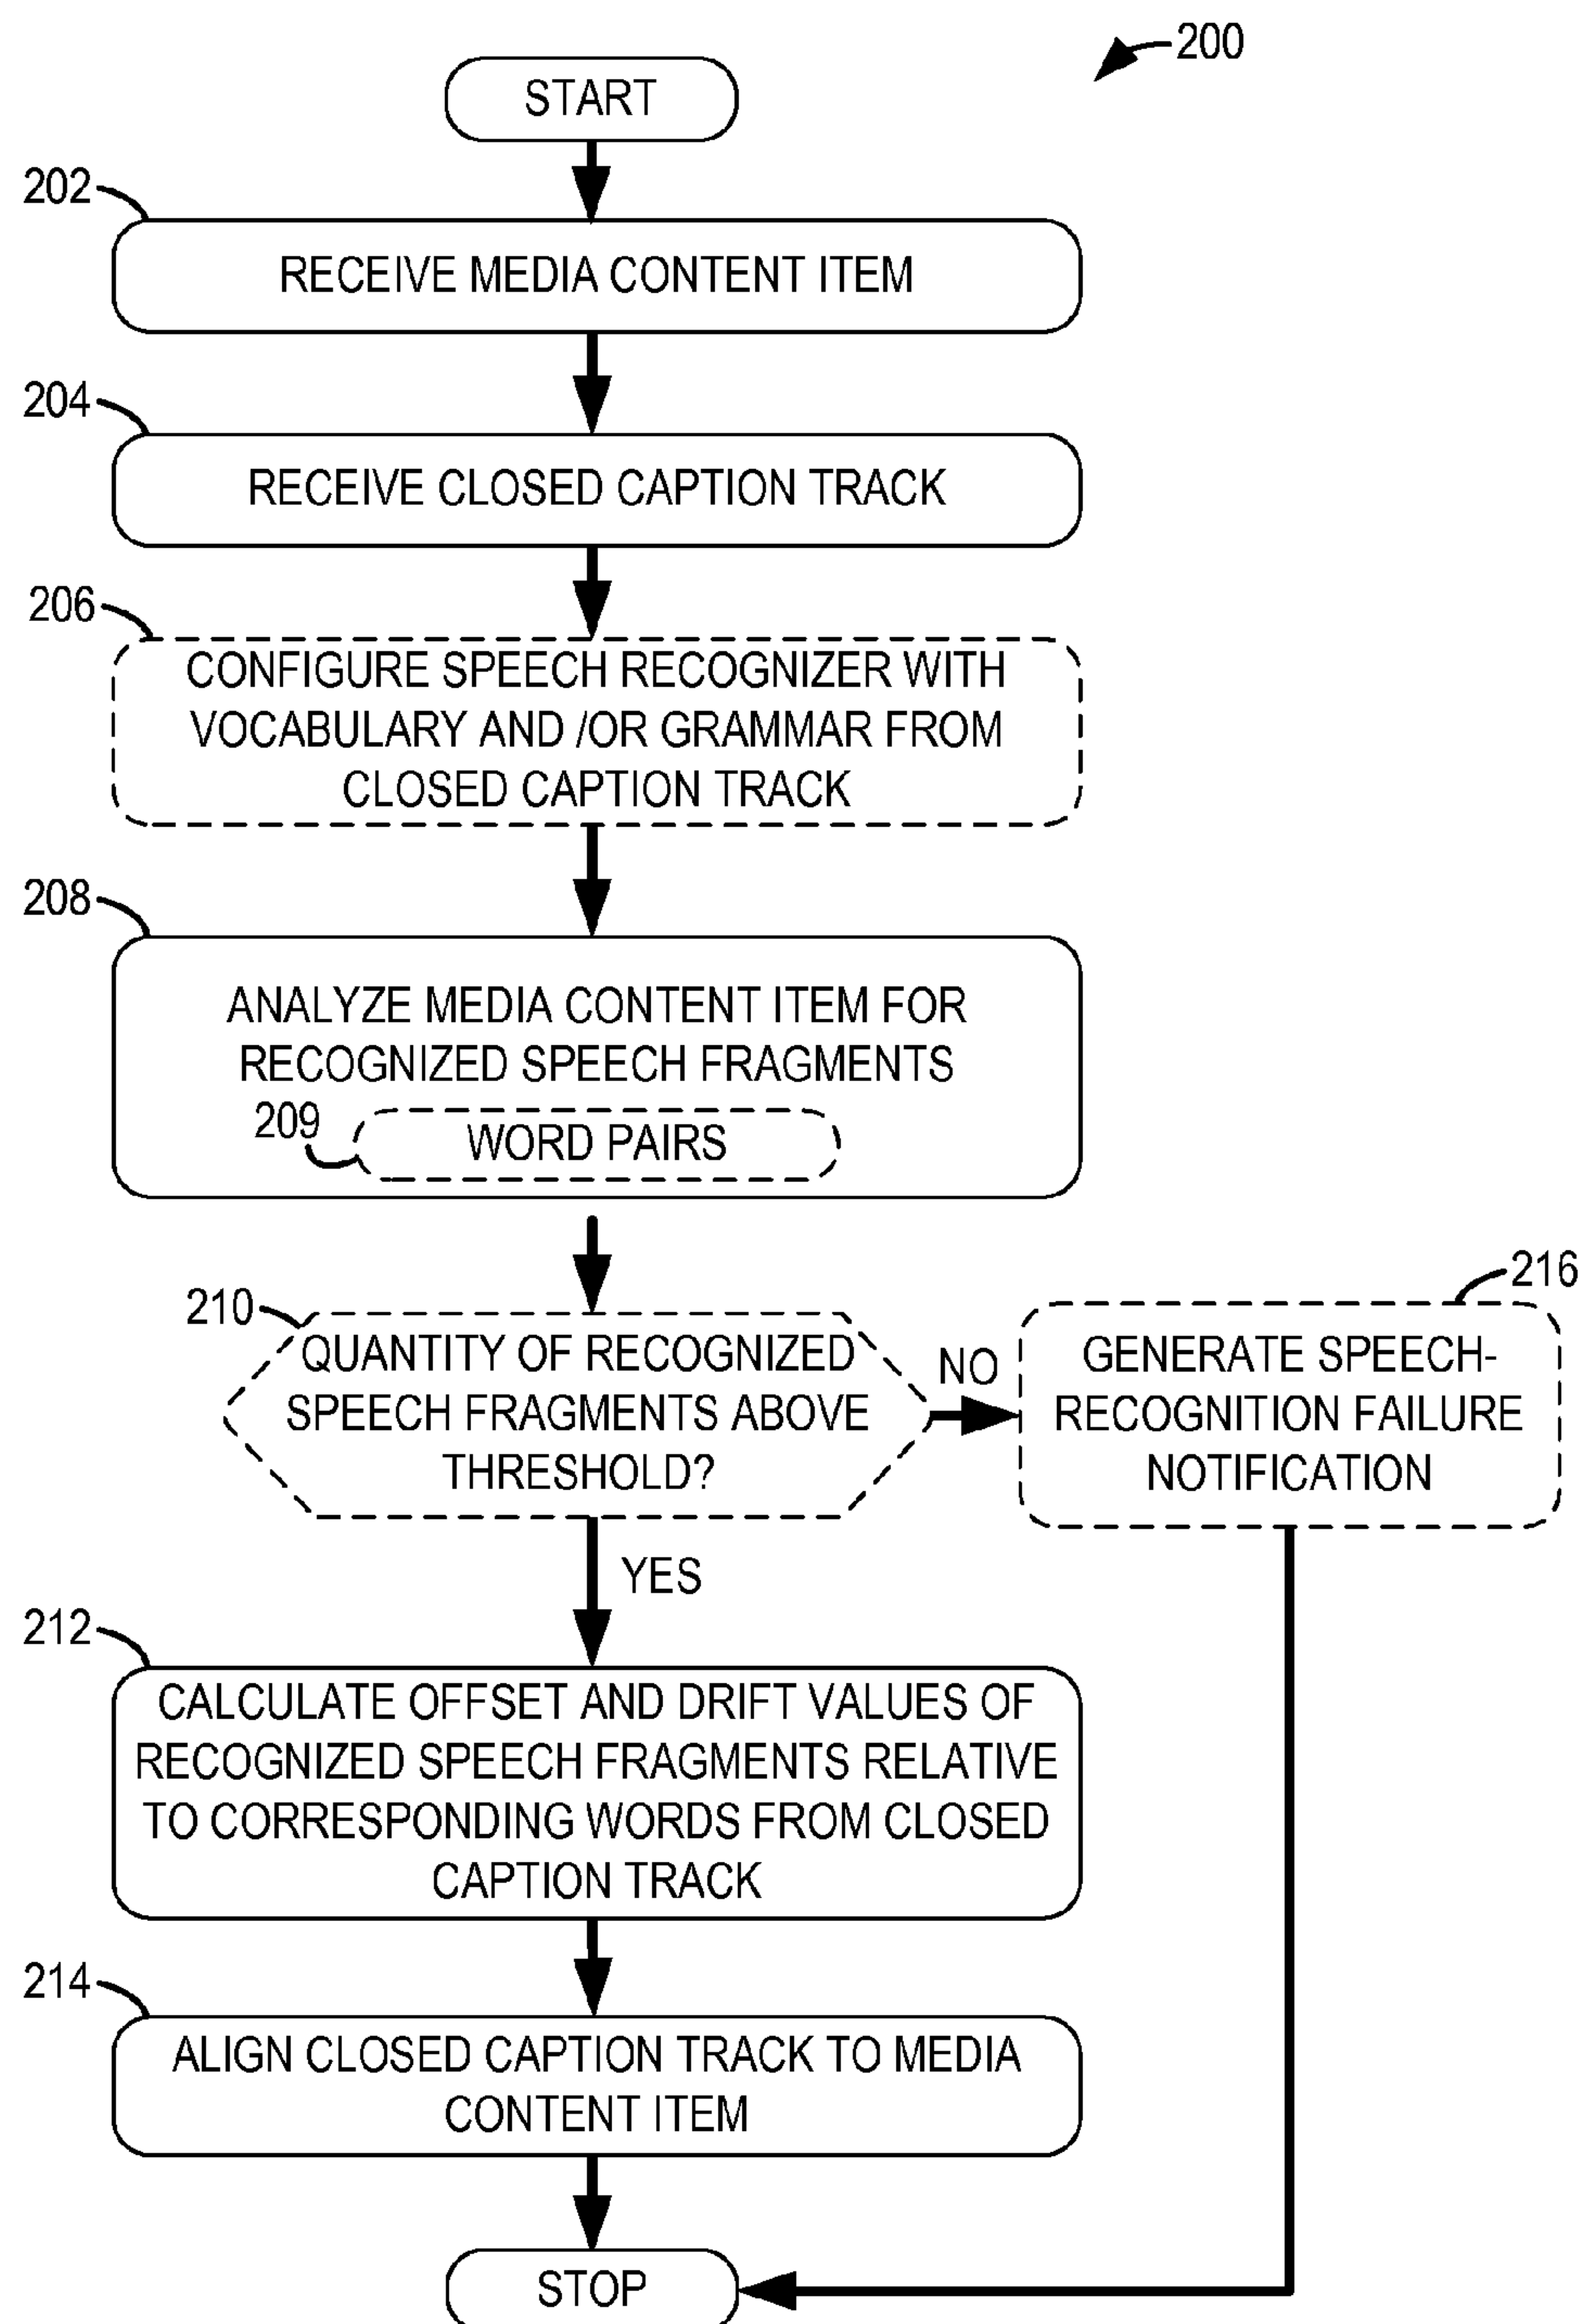 200
START
202
RECEIVE MEDIA CONTENT ITEM
204
RECEIVE CLOSED CAPTION TRACK
206
CONFIGURE SPEECH RECOGNIZER WITH
VOCABULARY AND /OR GRAMMAR FROM
CLOSED CAPTION TRACK
208
ANALYZE MEDIA CONTENT ITEM FOR
RECOGNIZED SPEECH FRAGMENTS
209
WORD PAIRS
210
QUANTITY OF RECOGNIZED
SPEECH FRAGMENTS ABOVE
THRESHOLD?
NO
216
GENERATE SPEECH-
RECOGNITION FAILURE
NOTIFICATION
YES
212
CALCULATE OFFSET AND DRIFT VALUES OF
RECOGNIZED SPEECH FRAGMENTS RELATIVE
TO CORRESPONDING WORDS FROM CLOSED
CAPTION TRACK
214
ALIGN CLOSED CAPTION TRACK TO MEDIA
CONTENT ITEM
STOP